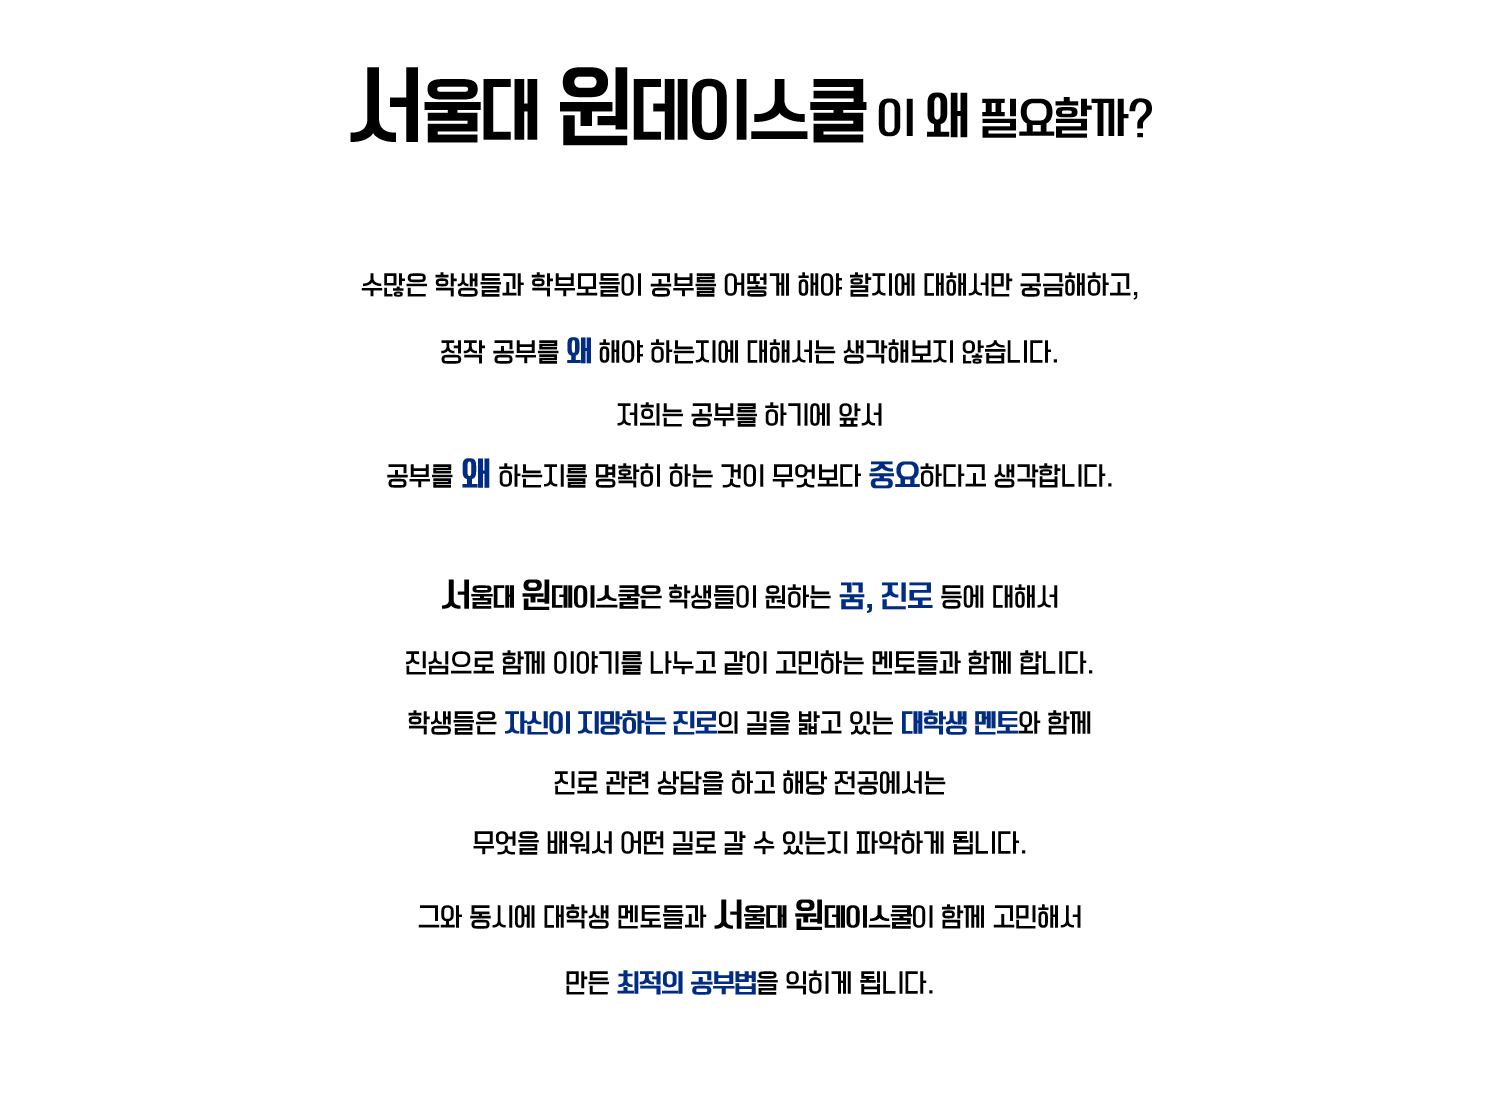 서울대 원데이스쿨이 왜 필요할까?
수많은 학생들과 학부모들이 공부를 어떻게 해야 할지에 대해서만 궁금해하고,
정작 공부를 왜 해야 하는지에 대해서는 생각해보지 않습니다.
저희는 공부를 하기에 앞서
공부를 왜 하는지를 명확히 하는 것이 무엇보다 중요하다고 생각합니다.
서울대 원데이스쿨은 학생들이 원하는 꿈, 진로 등에 대해서
진심으로 함께 이야기를 나누고 같이 고민하는 멘토들과 함께 합니다.
학생들은 자신이 지망하는 진로의 길을 밟고 있는 대학생 멘토와 함께
진로 관련 상담을 하고 해당 전공에서는
무엇을 배워서 어떤 길로 갈 수 있는지 파악하게 됩니다.
그와 동시에 대학생 멘토들과 서울대 원데이스쿨이 함께 고민해서
만든 최적의 공부법을 익히게 됩니다.